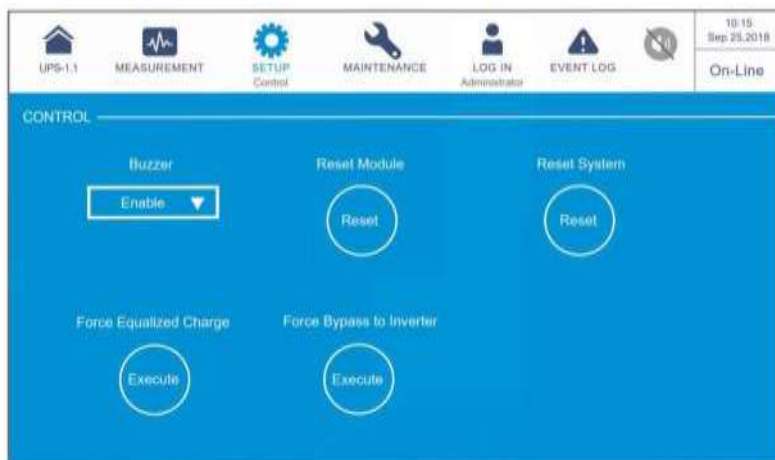 10:15
Sep 25,2018
UPS-1.1 MEASUREMENT SETUP MAINTENANCE LOG IN EVENT LOG
Control Administrator
On-Line
CONTROL
Buzzer Reset Module Reset System
Enable Reset Reset
Force Equalized Charge Force Bypass to Inverter
Execute Execute